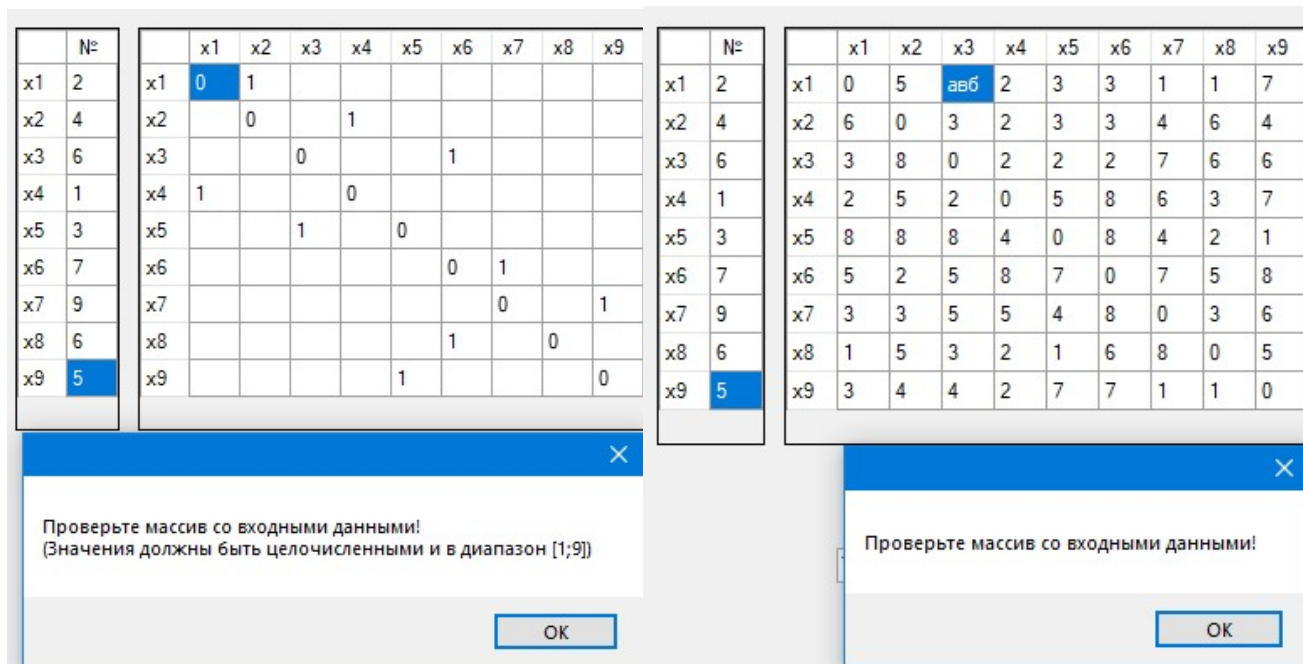 №
x1 2
x2 4
x3 6
x4 1
x5 3
x6 7
x7 9
x8 6
x9 5
x1 x2 x3 x4 x5 x6 x7 x8 x9
x1 0 1
x2 0 1
x3 0 1
x4 1 0
x5 1 0
x6 0 1
x7 0 1
x8 1 0
x9 1 0
Проверьте массив со входными данными!
(Значения должны быть целочисленными и в диапазон [1;9])
OK
№
x1 2
x2 4
x3 6
x4 1
x5 3
x6 7
x7 9
x8 6
x9 5
x1 x2 x3 x4 x5 x6 x7 x8 x9
x1 0 5 авб 2 3 3 1 1 7
x2 6 0 3 2 3 3 4 6 4
x3 3 8 0 2 2 2 7 6 6
x4 2 5 2 0 5 8 6 3 7
x5 8 8 8 4 0 8 4 2 1
x6 5 2 5 8 7 0 7 5 8
x7 3 3 5 5 4 8 0 3 6
x8 1 5 3 2 1 6 8 0 5
x9 3 4 4 2 7 7 1 1 0
Проверьте массив со входными данными!
OK